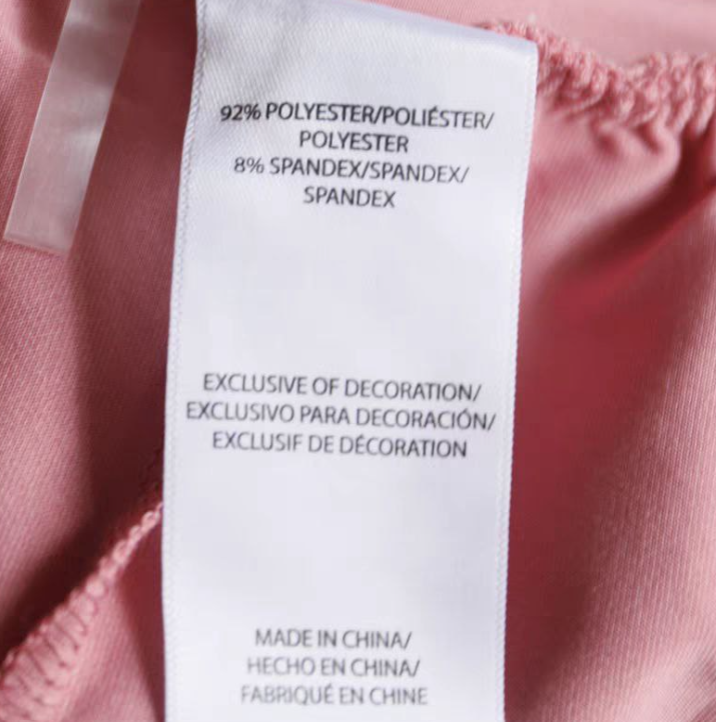 92% POLYESTER/POLIÉSTER/
POLYESTER
8% SPANDEX/SPANDEX/
SPANDEX
EXCLUSIVE OF DECORATION/
EXCLUSIVO PARA DECORACIÓN/
EXCLUSIF DE DÉCORATION
MADE IN CHINA/
HECHO EN CHINA/
FABRIQUÉ EN CHINE